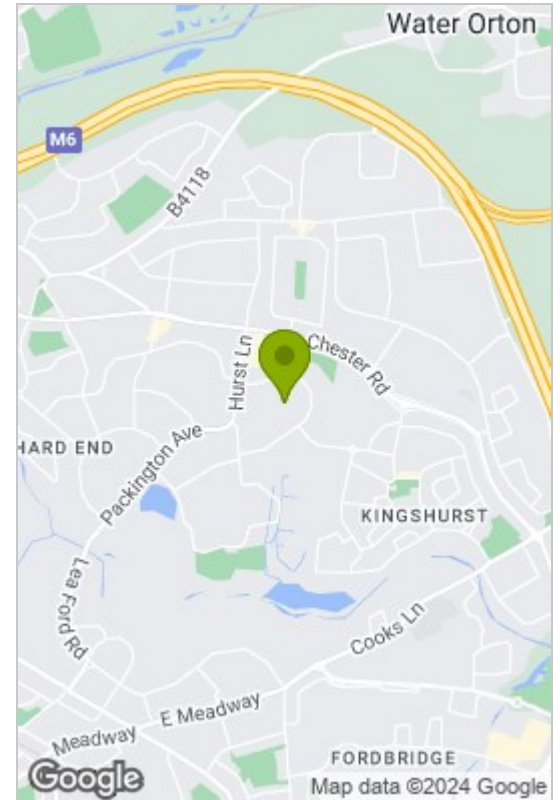 Water Orton
M6
B4118
Hurst Ln
Chester Rd
HARD END
Packington Ave
KINGSHURST
Lea Ford Rd
Cooks Ln
E Meadway
Meadway
FORDBRIDGE
Google
Map data ©2024 Google